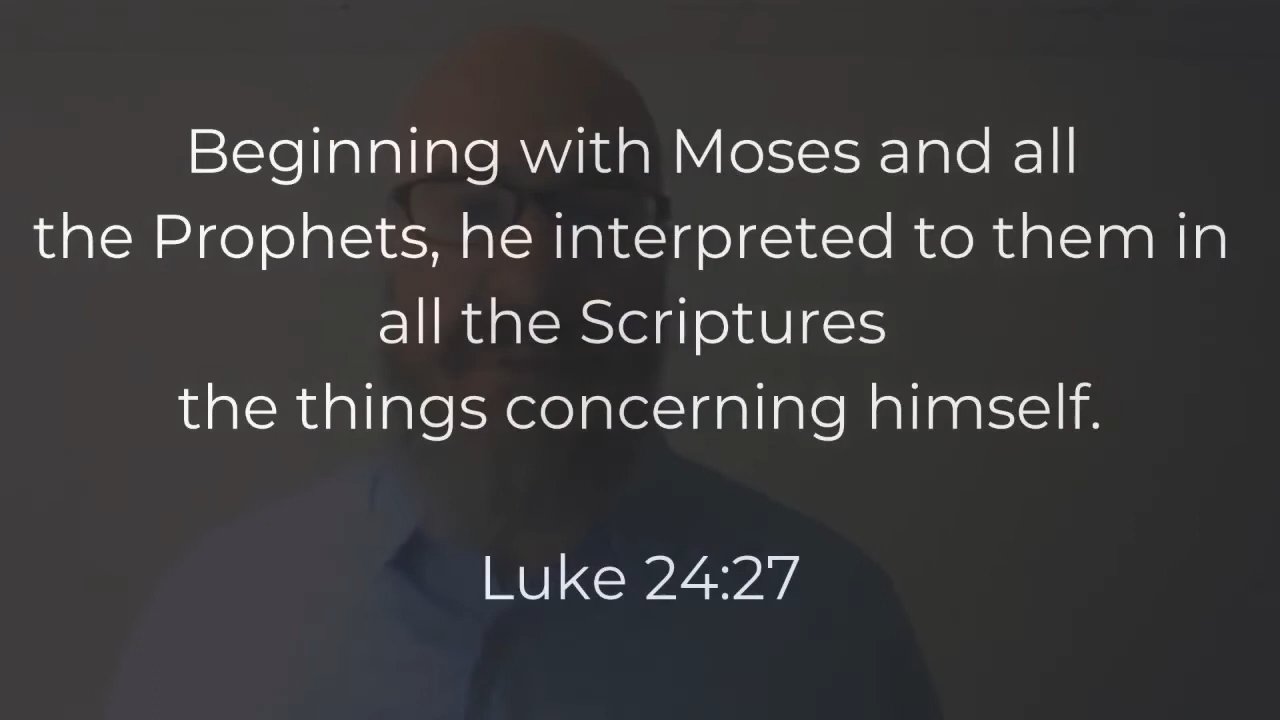 Beginning with Moses and all
the Prophets, he interpreted to them in
all the Scriptures
the things concerning himself.
Luke 24:27